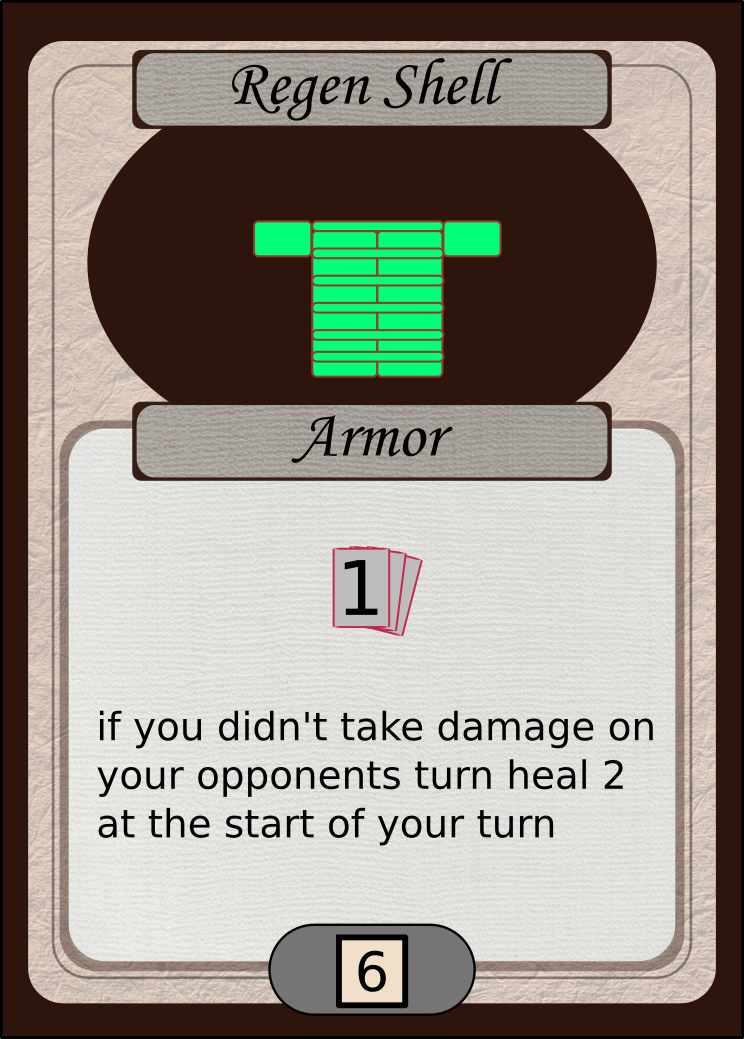 Regen Shell
Armor
1
if you didn't take damage on
your opponents turn heal 2
at the start of your turn
6